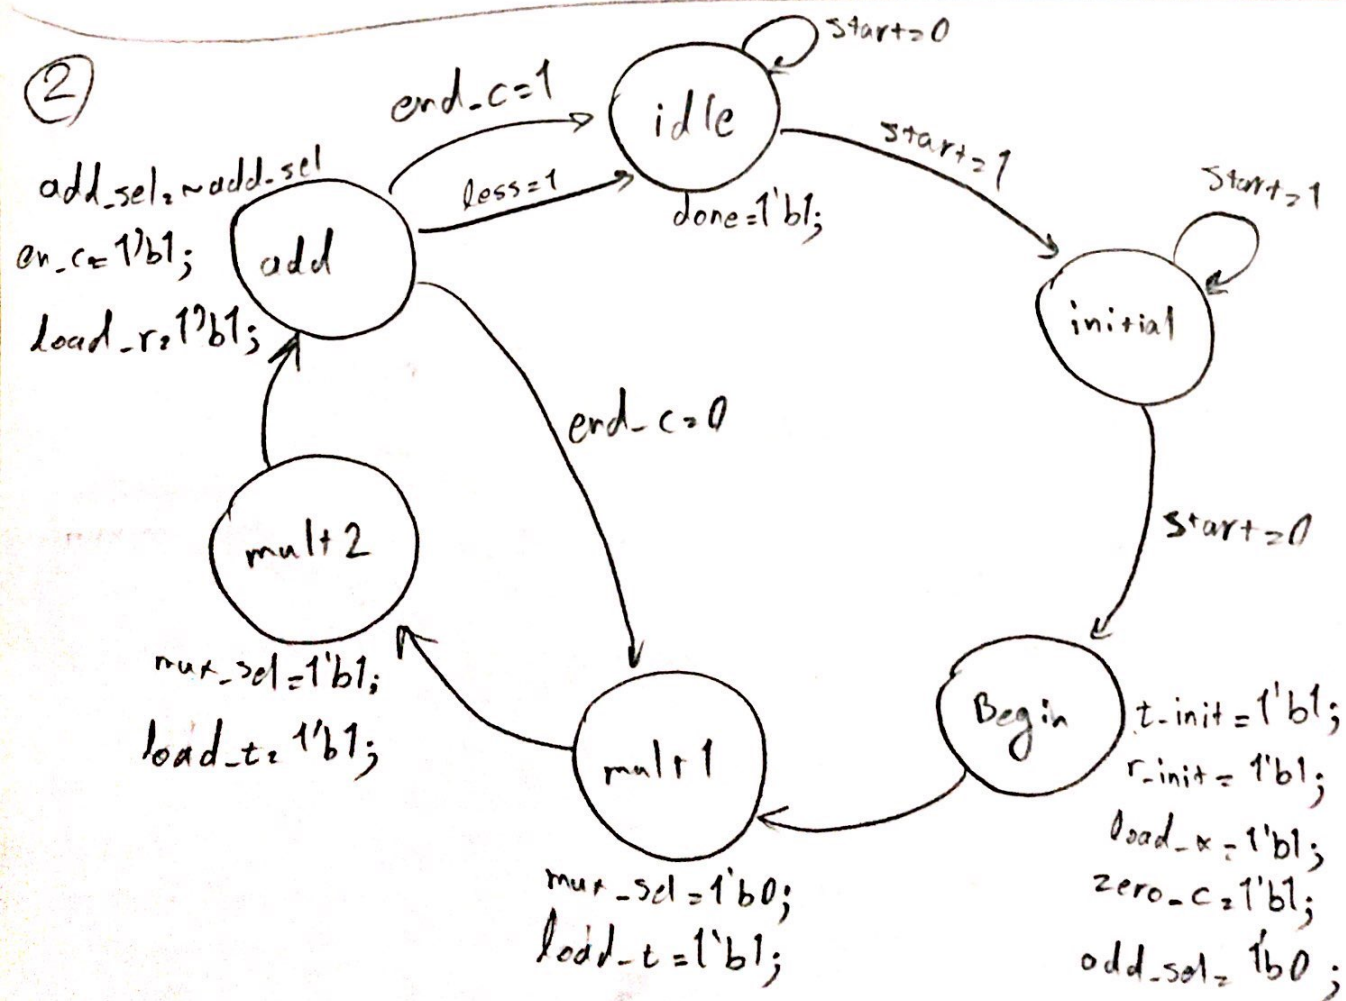 2
start=0
end_c=1
idle
start=1
add_sel=~add_sel
less=1
done=1'b1;
start=1
en_c=1'b1;
add
initial
load_r=1'b1;
end_c=0
start=0
mult2
mux_sel=1'b1;
load_t=1'b1;
Begin
t_init=1'b1;
r_init=1'b1;
load_x=1'b1;
zero_c=1'b1;
add_sel=1'b0;
mult1
mux_sel=1'b0;
load_t=1'b1;